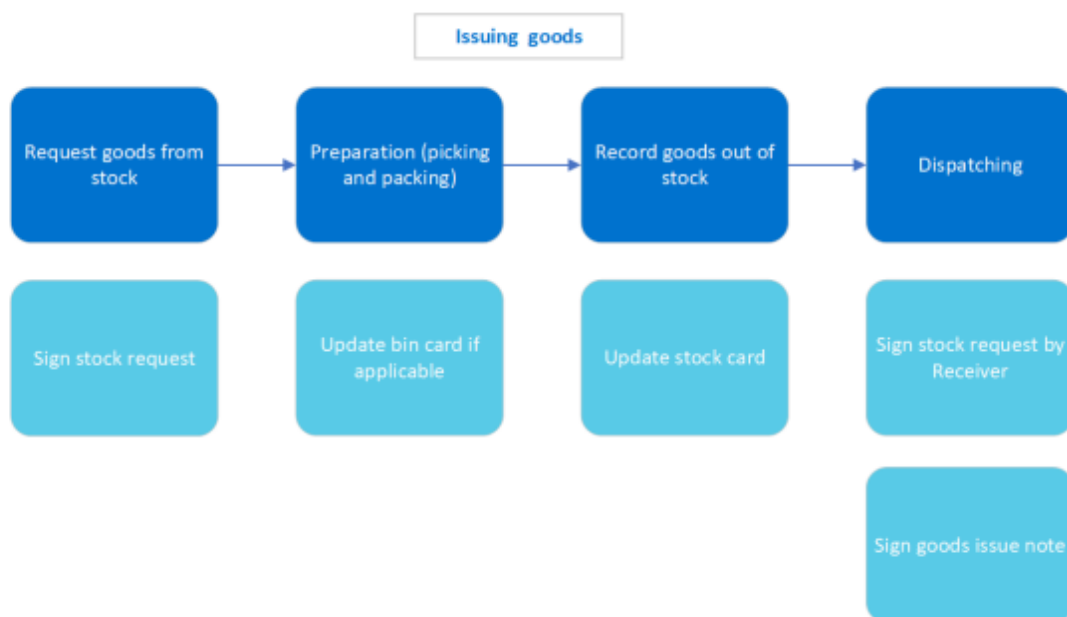 Issuing goods
Request goods from
stock
Preparation (picking
and packing)
Record goods out of
stock
Dispatching
Sign stock request
Update bin card if
applicable
Update stock card
Sign stock request by
Receiver
Sign goods issue note